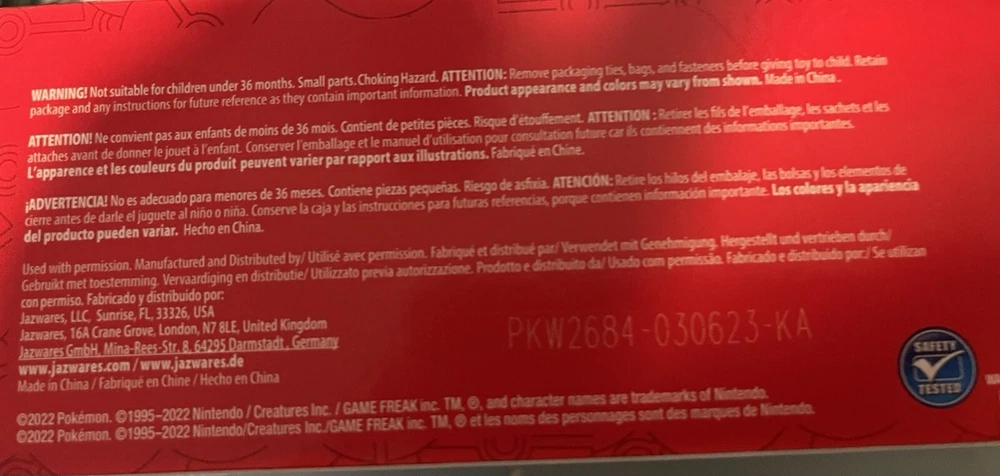 WARNING! Not suitable for children under 36 months. Small parts. Choking Hazard. ATTENTION: Remove packaging ties, bags, and fasteners before giving toy to child. Retain
package and any instructions for future reference as they contain important information. Product appearance and colors may vary from shown. Made in China.
ATTENTION! Ne convient pas aux enfants de moins de 36 mois. Contient de petites pièces. Risque d'étouffement. ATTENTION : Retirer les fils de l'emballage, les sachets et les
attaches avant de donner le jouet à l'enfant. Conserver l'emballage et le manuel d'utilisation pour consultation future car ils contiennent des informations importantes.
L'apparence et les couleurs du produit peuvent varier par rapport aux illustrations. Fabriqué en Chine.
¡ADVERTENCIA! No es adecuado para menores de 36 meses. Contiene piezas pequeñas. Riesgo de asfixia. ATENCIÓN: Retire los hilos del embalaje, las bolsas y los elementos de
cierre antes de darle el juguete al niño o niña. Conserve la caja y las instrucciones para futuras referencias, porque contienen información importante. Los colores y la apariencia
del producto pueden variar. Hecho en China.
Used with permission. Manufactured and Distributed by/ Utilisé avec permission. Fabriqué et distribué par/ Verwendet mit Genehmigung. Hergestellt und vertrieben durch/
Gebruikt met toestemming. Vervaardiging en distributie/ Utilizzato previa autorizzazione. Prodotto e distribuito da/ Usado com permissão. Fabricado e distribuído por:/ Se utilizan
con permiso. Fabricado y distribuido por:
Jazwares, LLC, Sunrise, FL, 33326, USA
Jazwares, 16A Crane Grove, London, N7 8LE, United Kingdom
Jazwares GmbH, Mina-Rees-Str. 8, 64295 Darmstadt, Germany
www.jazwares.com / www.jazwares.de
Made in China / Fabriqué en Chine / Hecho en China
PKW2684-030623-KA
SAFETY
TESTED
©2022 Pokémon. ©1995–2022 Nintendo / Creatures Inc. / GAME FREAK inc. TM, ®, and character names are trademarks of Nintendo.
©2022 Pokémon. ©1995–2022 Nintendo/Creatures Inc./GAME FREAK inc. TM, ® et les noms des personnages sont des marques de Nintendo.